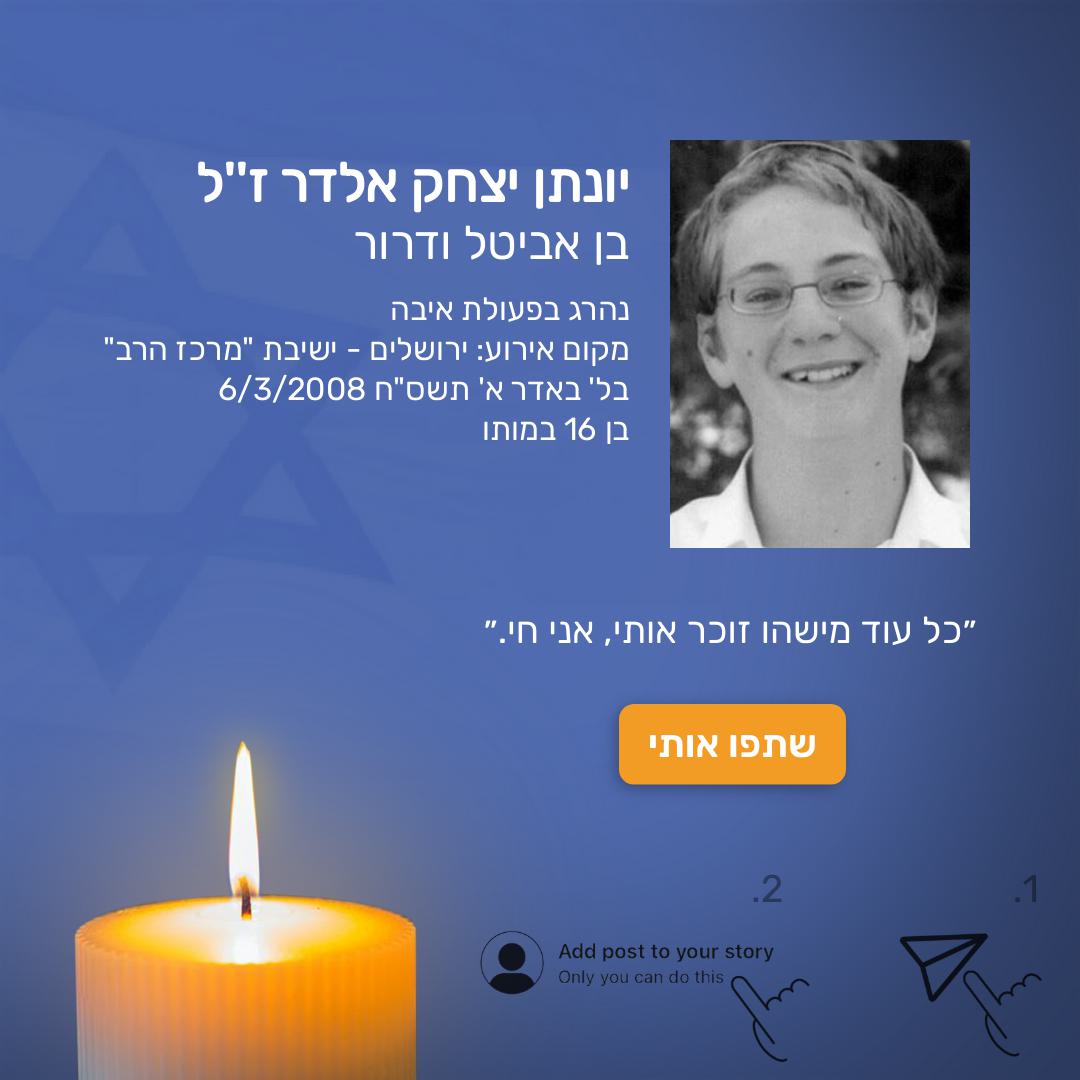 יונתן יצחק אלדר ז"ל
בן אביטל ודרור
נהרג בפעולת איבה
מקום אירוע: ירושלים - ישיבת "מרכז הרב"
בל' באדר א' תשס"ח 6/3/2008
בן 16 במותו
״כל עוד מישהו זוכר אותי, אני חי.״
שתפו אותי
.1
.2
Add post to your story
Only you can do this